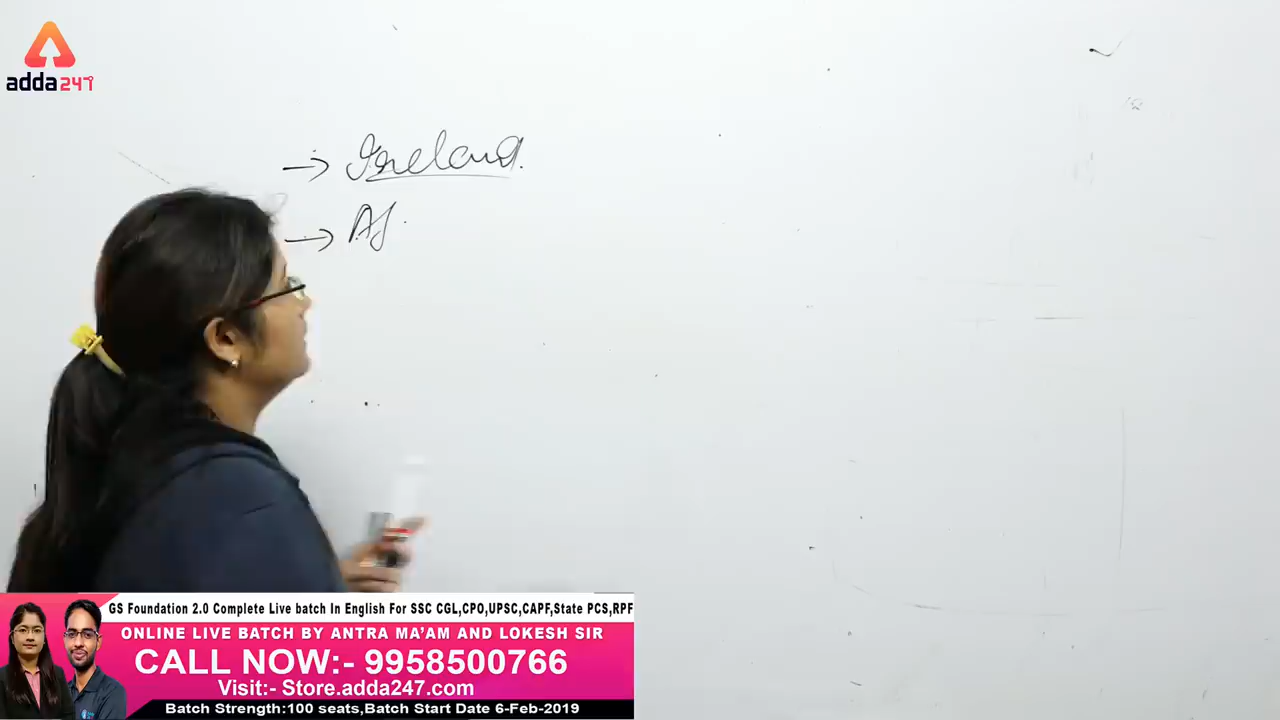 adda247
→ Ireland.
→ Af.
GS Foundation 2.0 Complete Live batch In English For SSC CGL,CPO,UPSC,CAPF,State PCS,RPF
ONLINE LIVE BATCH BY ANTRA MA'AM AND LOKESH SIR
CALL NOW:- 9958500766
Visit:- Store.adda247.com
Batch Strength:100 seats,Batch Start Date 6-Feb-2019